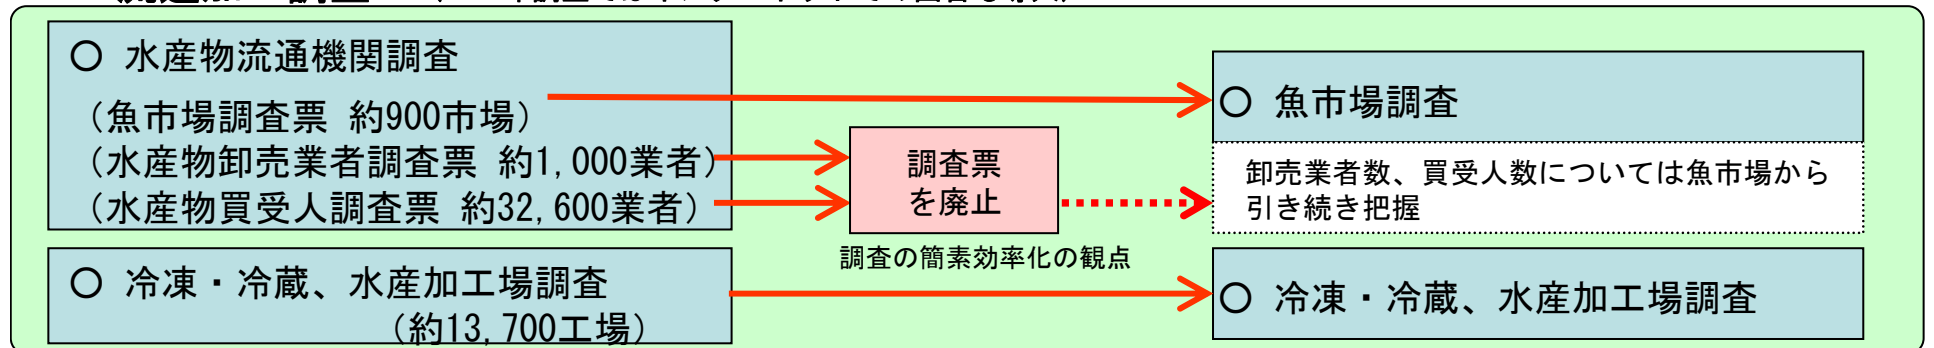 ○ 水産物流通機関調査
(魚市場調査票 約900市場)
(水産物卸売業者調査票 約1,000業者)
(水産物買受人調査票 約32,600業者)
調査票
を廃止
調査の簡素効率化の観点
○ 魚市場調査
卸売業者数、買受人数については魚市場から
引き続き把握
○ 冷凍・冷蔵、水産加工場調査
(約13,700工場)
○ 冷凍・冷蔵、水産加工場調査